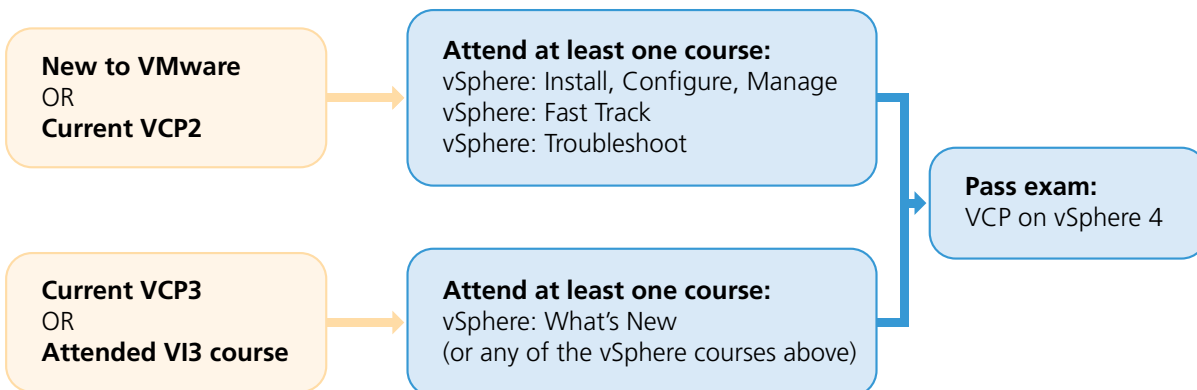 New to VMware
OR
Current VCP2
Attend at least one course:
vSphere: Install, Configure, Manage
vSphere: Fast Track
vSphere: Troubleshoot
Pass exam:
VCP on vSphere 4
Current VCP3
OR
Attended VI3 course
Attend at least one course:
vSphere: What’s New
(or any of the vSphere courses above)